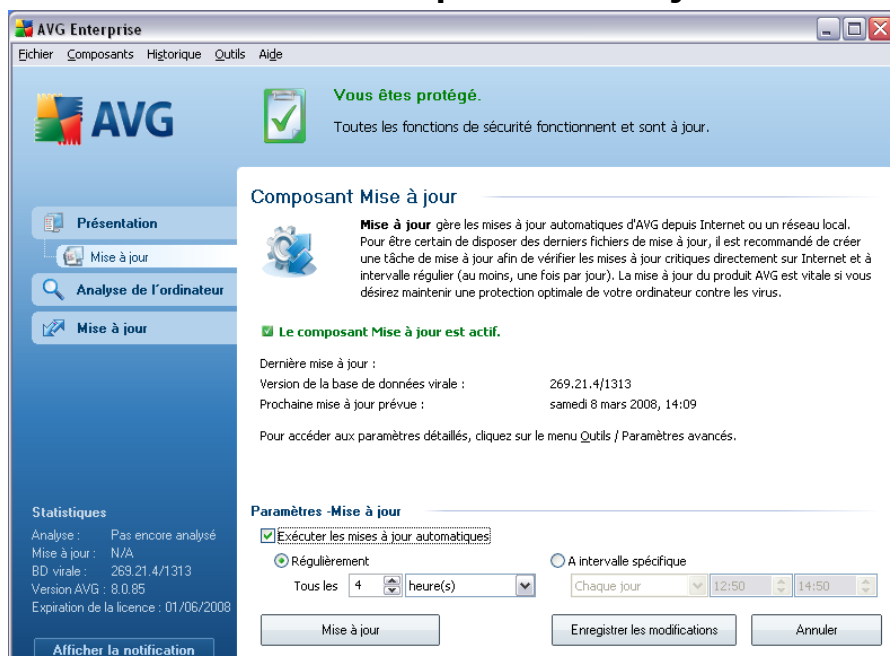 AVG Enterprise
Fichier Composants Historique Outils Aide
AVG
Vous êtes protégé.
Toutes les fonctions de sécurité fonctionnent et sont à jour.
Présentation
Mise à jour
Analyse de l'ordinateur
Mise à jour
Composant Mise à jour
Mise à jour gère les mises à jour automatiques d'AVG depuis Internet ou un réseau local.
Pour être certain de disposer des derniers fichiers de mise à jour, il est recommandé de créer
une tâche de mise à jour afin de vérifier les mises à jour critiques directement sur Internet et à
intervalle régulier (au moins, une fois par jour). La mise à jour du produit AVG est vitale si vous
désirez maintenir une protection optimale de votre ordinateur contre les virus.
Le composant Mise à jour est actif.
Dernière mise à jour :
Version de la base de données virale : 269.21.4/1313
Prochaine mise à jour prévue : samedi 8 mars 2008, 14:09
Pour accéder aux paramètres détaillés, cliquez sur le menu Outils / Paramètres avancés.
Statistiques
Analyse : Pas encore analysé
Mise à jour : N/A
BD virale : 269.21.4/1313
Version AVG : 8.0.85
Expiration de la licence : 01/06/2008
Afficher la notification
Paramètres -Mise à jour
Exécuter les mises à jour automatiques
Régulièrement
A intervalle spécifique
Tous les 4 heure(s)
Chaque jour 12:50 14:50
Mise à jour
Enregistrer les modifications
Annuler